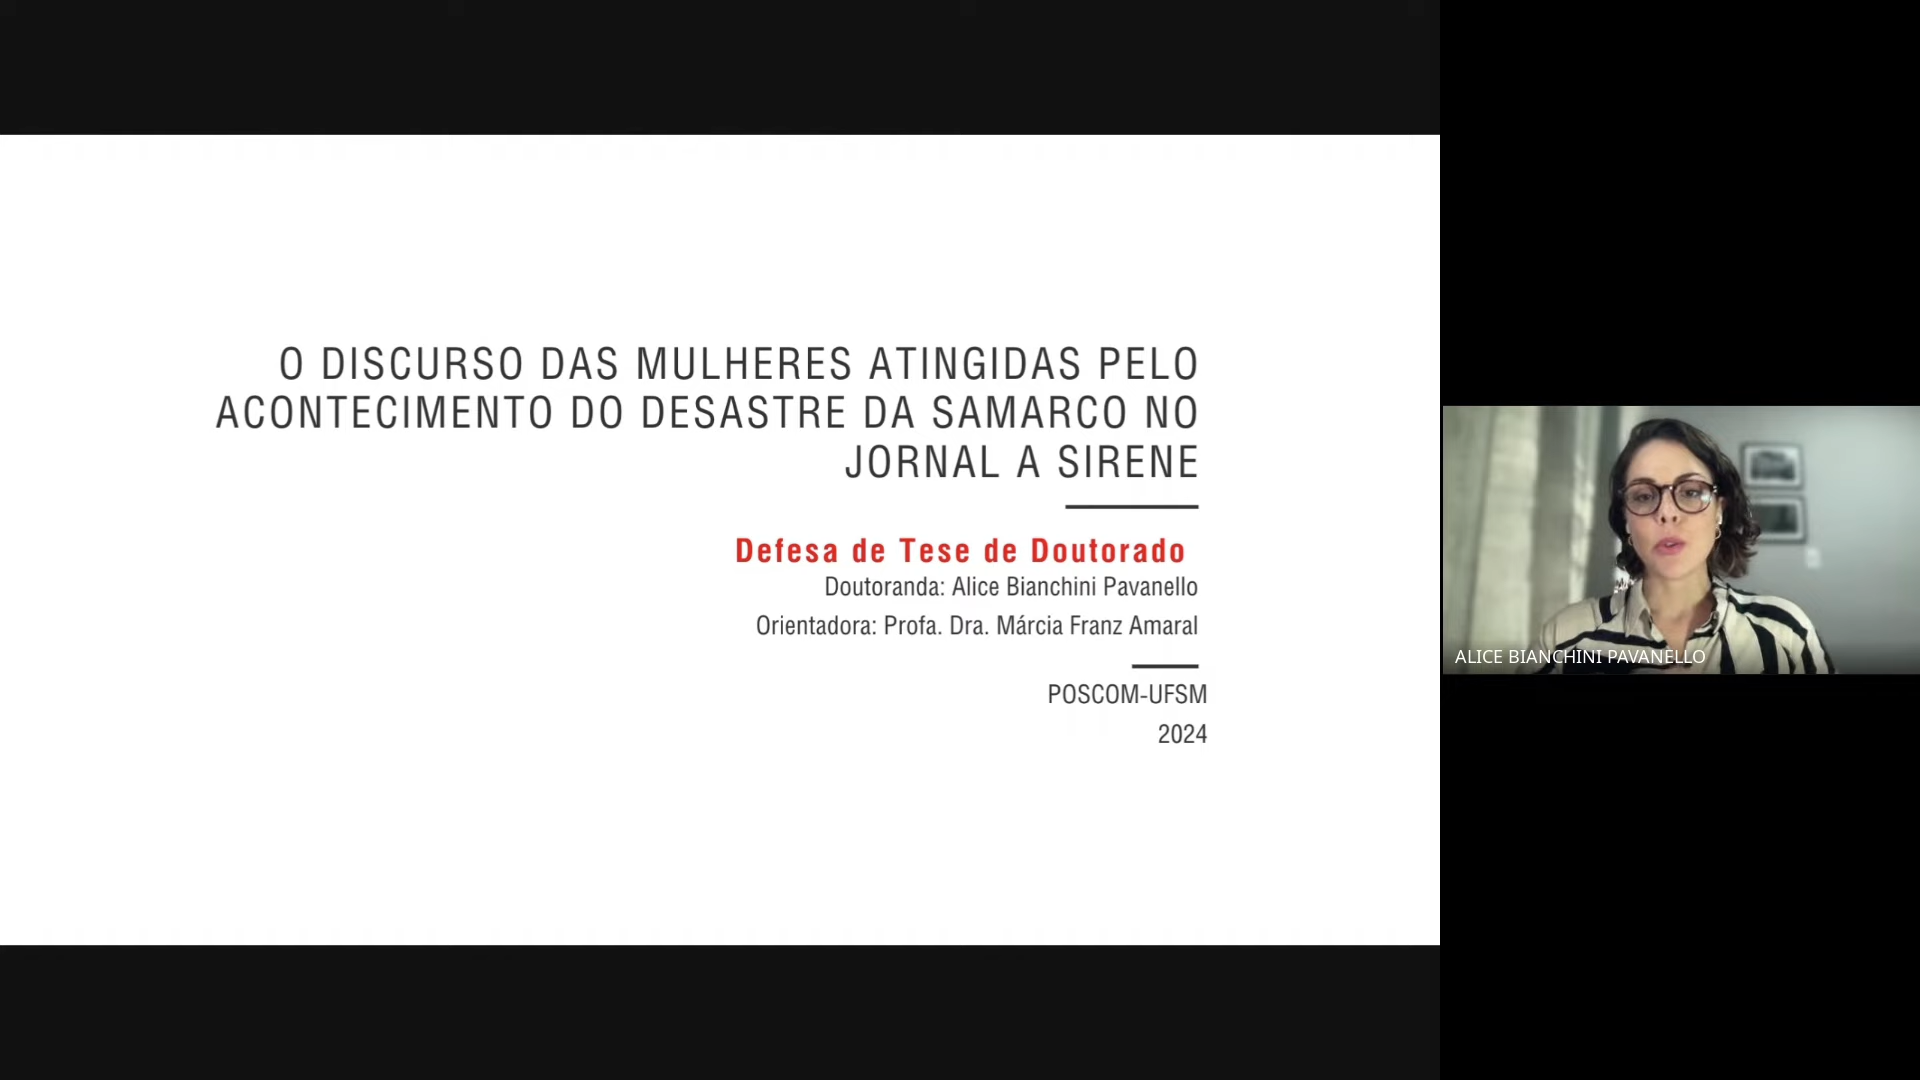 O DISCURSO DAS MULHERES ATINGIDAS PELO
ACONTECIMENTO DO DESASTRE DA SAMARCO NO
JORNAL A SIRENE
Defesa de Tese de Doutorado
Doutoranda: Alice Bianchini Pavanello
Orientadora: Profa. Dra. Márcia Franz Amaral
POSCOM-UFSM
2024
ALICE BIANCHINI PAVANELLO